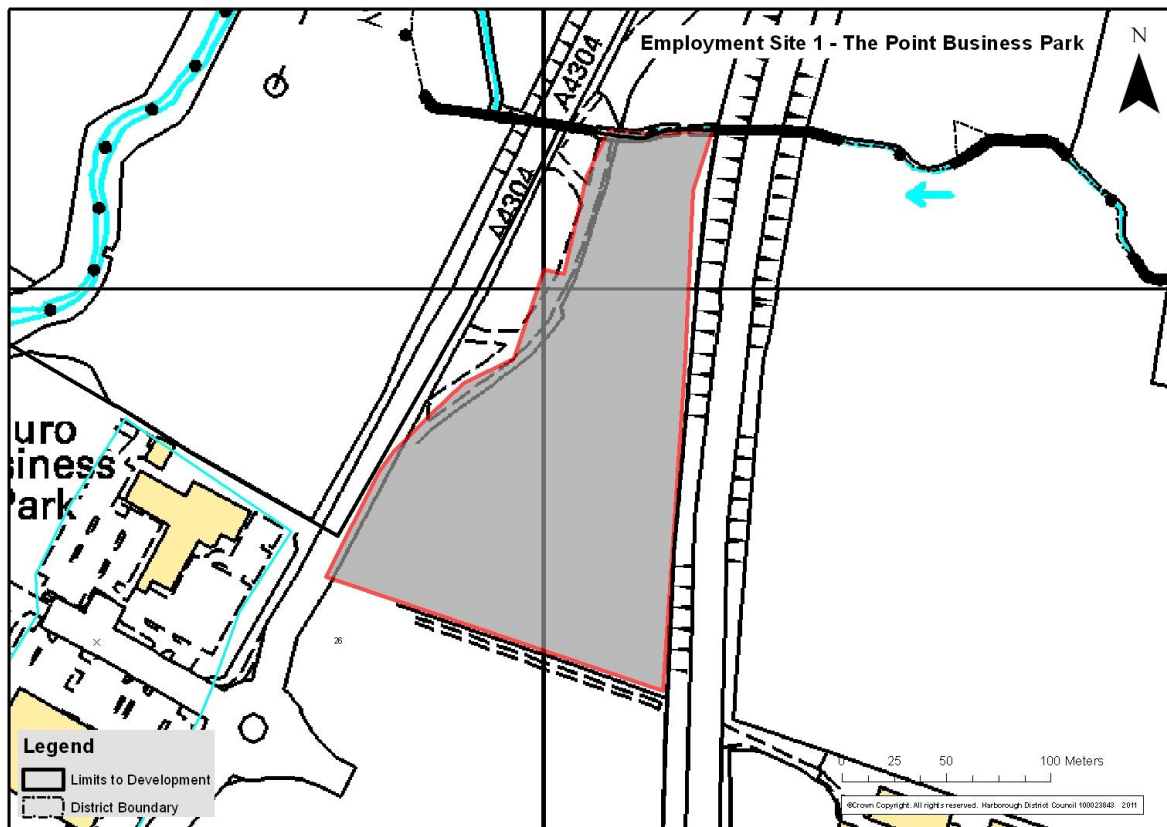 Employment Site 1 - The Point Business Park
N
A4304
A4304
Y
uro
siness
Park
26
Legend
Limits to Development
District Boundary
0 25 50 100 Meters
©Crown Copyright. All rights reserved. Harborough District Council 100023843 2011